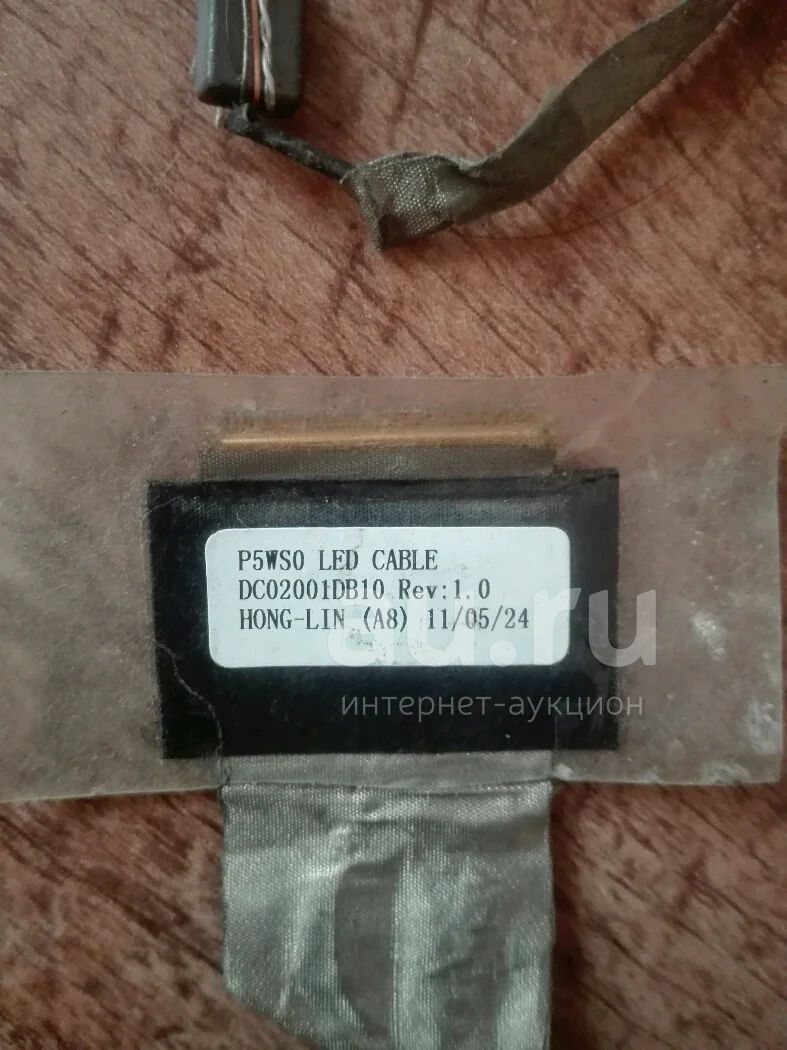 P5WS0 LED CABLE
DC02001DB10 Rev:1.0
HONG-LIN (A8) 11/05/24
au.ru
интернет-аукцион